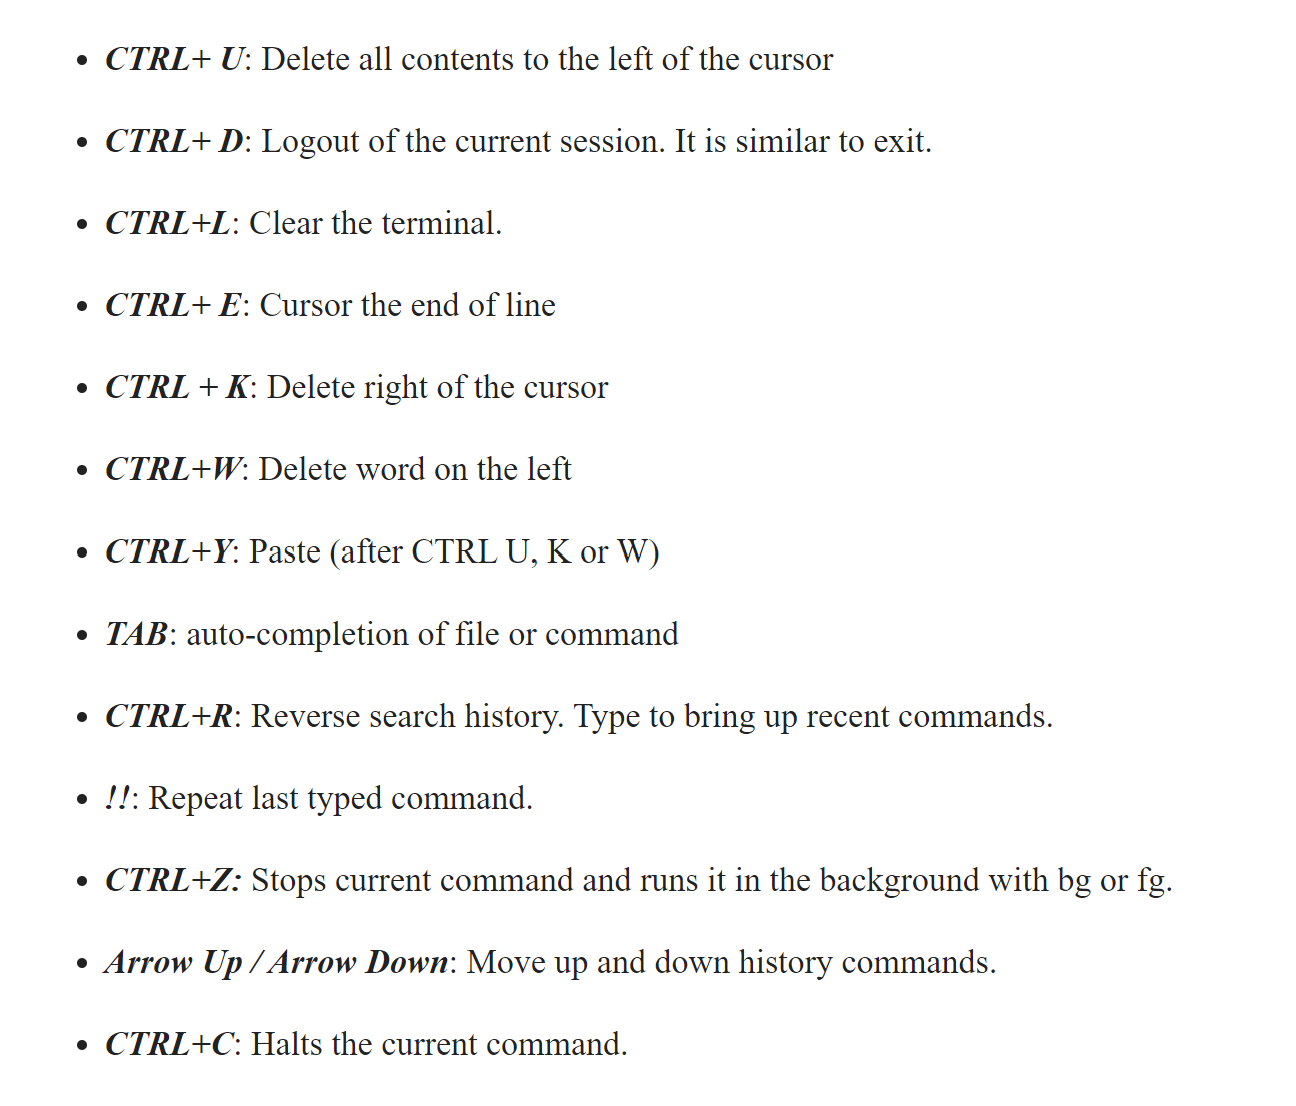 • CTRL+ U: Delete all contents to the left of the cursor
• CTRL+ D: Logout of the current session. It is similar to exit.
• CTRL+L: Clear the terminal.
• CTRL+ E: Cursor the end of line
• CTRL + K: Delete right of the cursor
• CTRL+W: Delete word on the left
• CTRL+Y: Paste (after CTRL U, K or W)
• TAB: auto-completion of file or command
• CTRL+R: Reverse search history. Type to bring up recent commands.
• !!: Repeat last typed command.
• CTRL+Z: Stops current command and runs it in the background with bg or fg.
• Arrow Up / Arrow Down: Move up and down history commands.
• CTRL+C: Halts the current command.